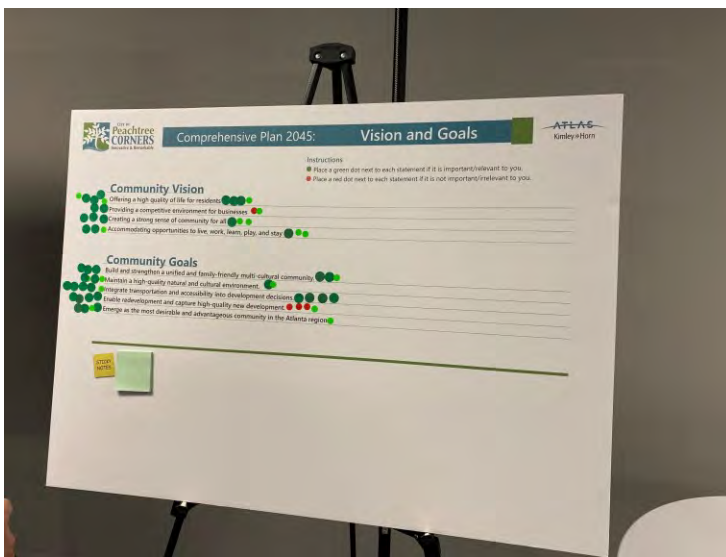 CITY OF
Peachtree
CORNERS
Innovative & Remarkable
Comprehensive Plan 2045: Vision and Goals
ATLAS
Kimley»Horn
Instructions
Place a green dot next to each statement if it is important/relevant to you.
Place a red dot next to each statement if it is not important/irrelevant to you.
Community Vision
Offering a high quality of life for residents
Providing a competitive environment for businesses
Creating a strong sense of community for all
Accommodating opportunities to live, work, learn, play, and stay
Community Goals
Build and strengthen a unified and family-friendly multi-cultural community
Maintain a high-quality natural and cultural environment.
Integrate transportation and accessibility into development decisions
Enable redevelopment and capture high-quality new development.
Emerge as the most desirable and advantageous community in the Atlanta region
STICKY
NOTES